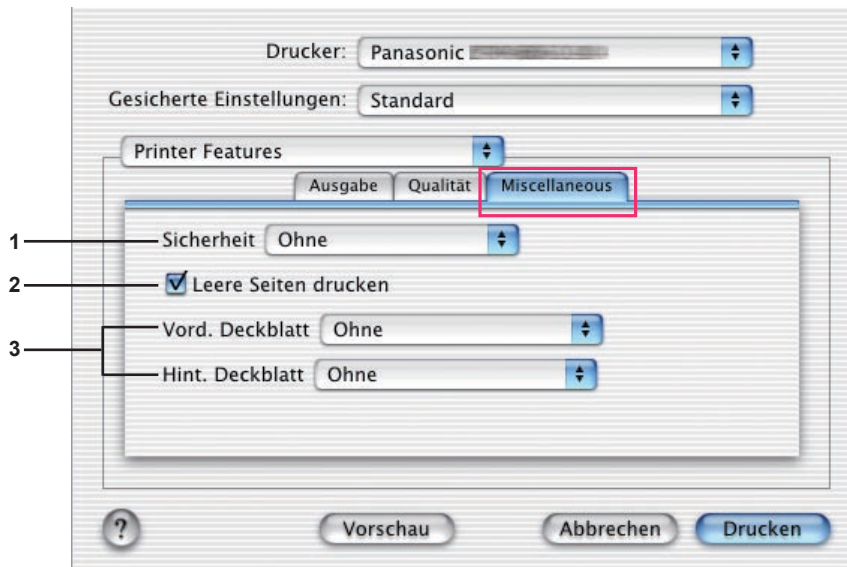 Drucker: Panasonic
Gesicherte Einstellungen: Standard
Printer Features
Ausgabe Qualität Miscellaneous
1 Sicherheit Ohne
2 Leere Seiten drucken
Vord. Deckblatt Ohne
3
Hint. Deckblatt Ohne
? Vorschau Abbrechen Drucken